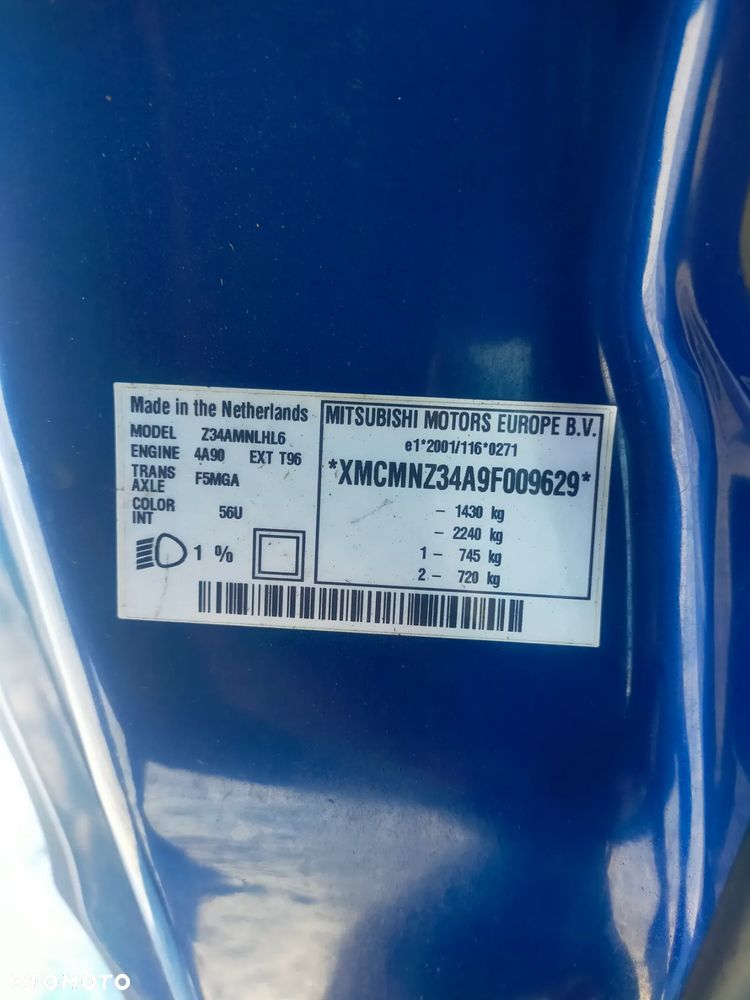 Made in the Netherlands
MODEL Z34AMNLHL6
ENGINE 4A90 EXT T96
TRANS AXLE F5MGA
COLOR INT 56U
1 %
MITSUBISHI MOTORS EUROPE B.V.
e1*2001/116*0271
*XMCMNZ34A9F009629*
- 1430 kg
- 2240 kg
1 - 745 kg
2 - 720 kg
OTOMOTO